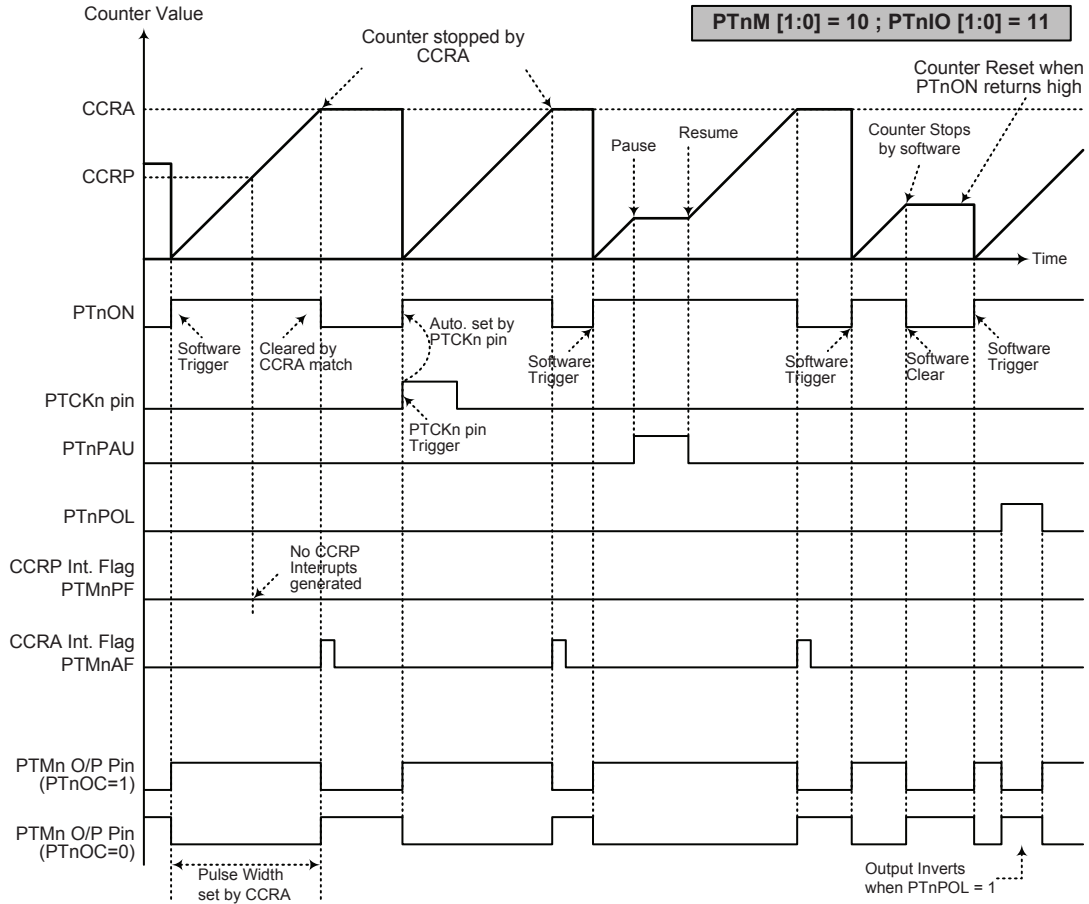 Counter Value
PTnM [1:0] = 10 ; PTnIO [1:0] = 11
Counter stopped by
CCRA
Counter Reset when
PTnON returns high
CCRA
Pause
Resume
Counter Stops
by software
CCRP
Time
PTnON
Software
Trigger
Cleared by
CCRA match
Auto. set by
PTCKn pin
Software
Trigger
Software
Trigger
Software
Clear
Software
Trigger
PTCKn pin
PTCKn pin
Trigger
PTnPAU
PTnPOL
CCRP Int. Flag
PTMnPF
No CCRP
Interrupts
generated
CCRA Int. Flag
PTMnAF
PTMn O/P Pin
(PTnOC=1)
PTMn O/P Pin
(PTnOC=0)
Pulse Width
set by CCRA
Output Inverts
when PTnPOL = 1